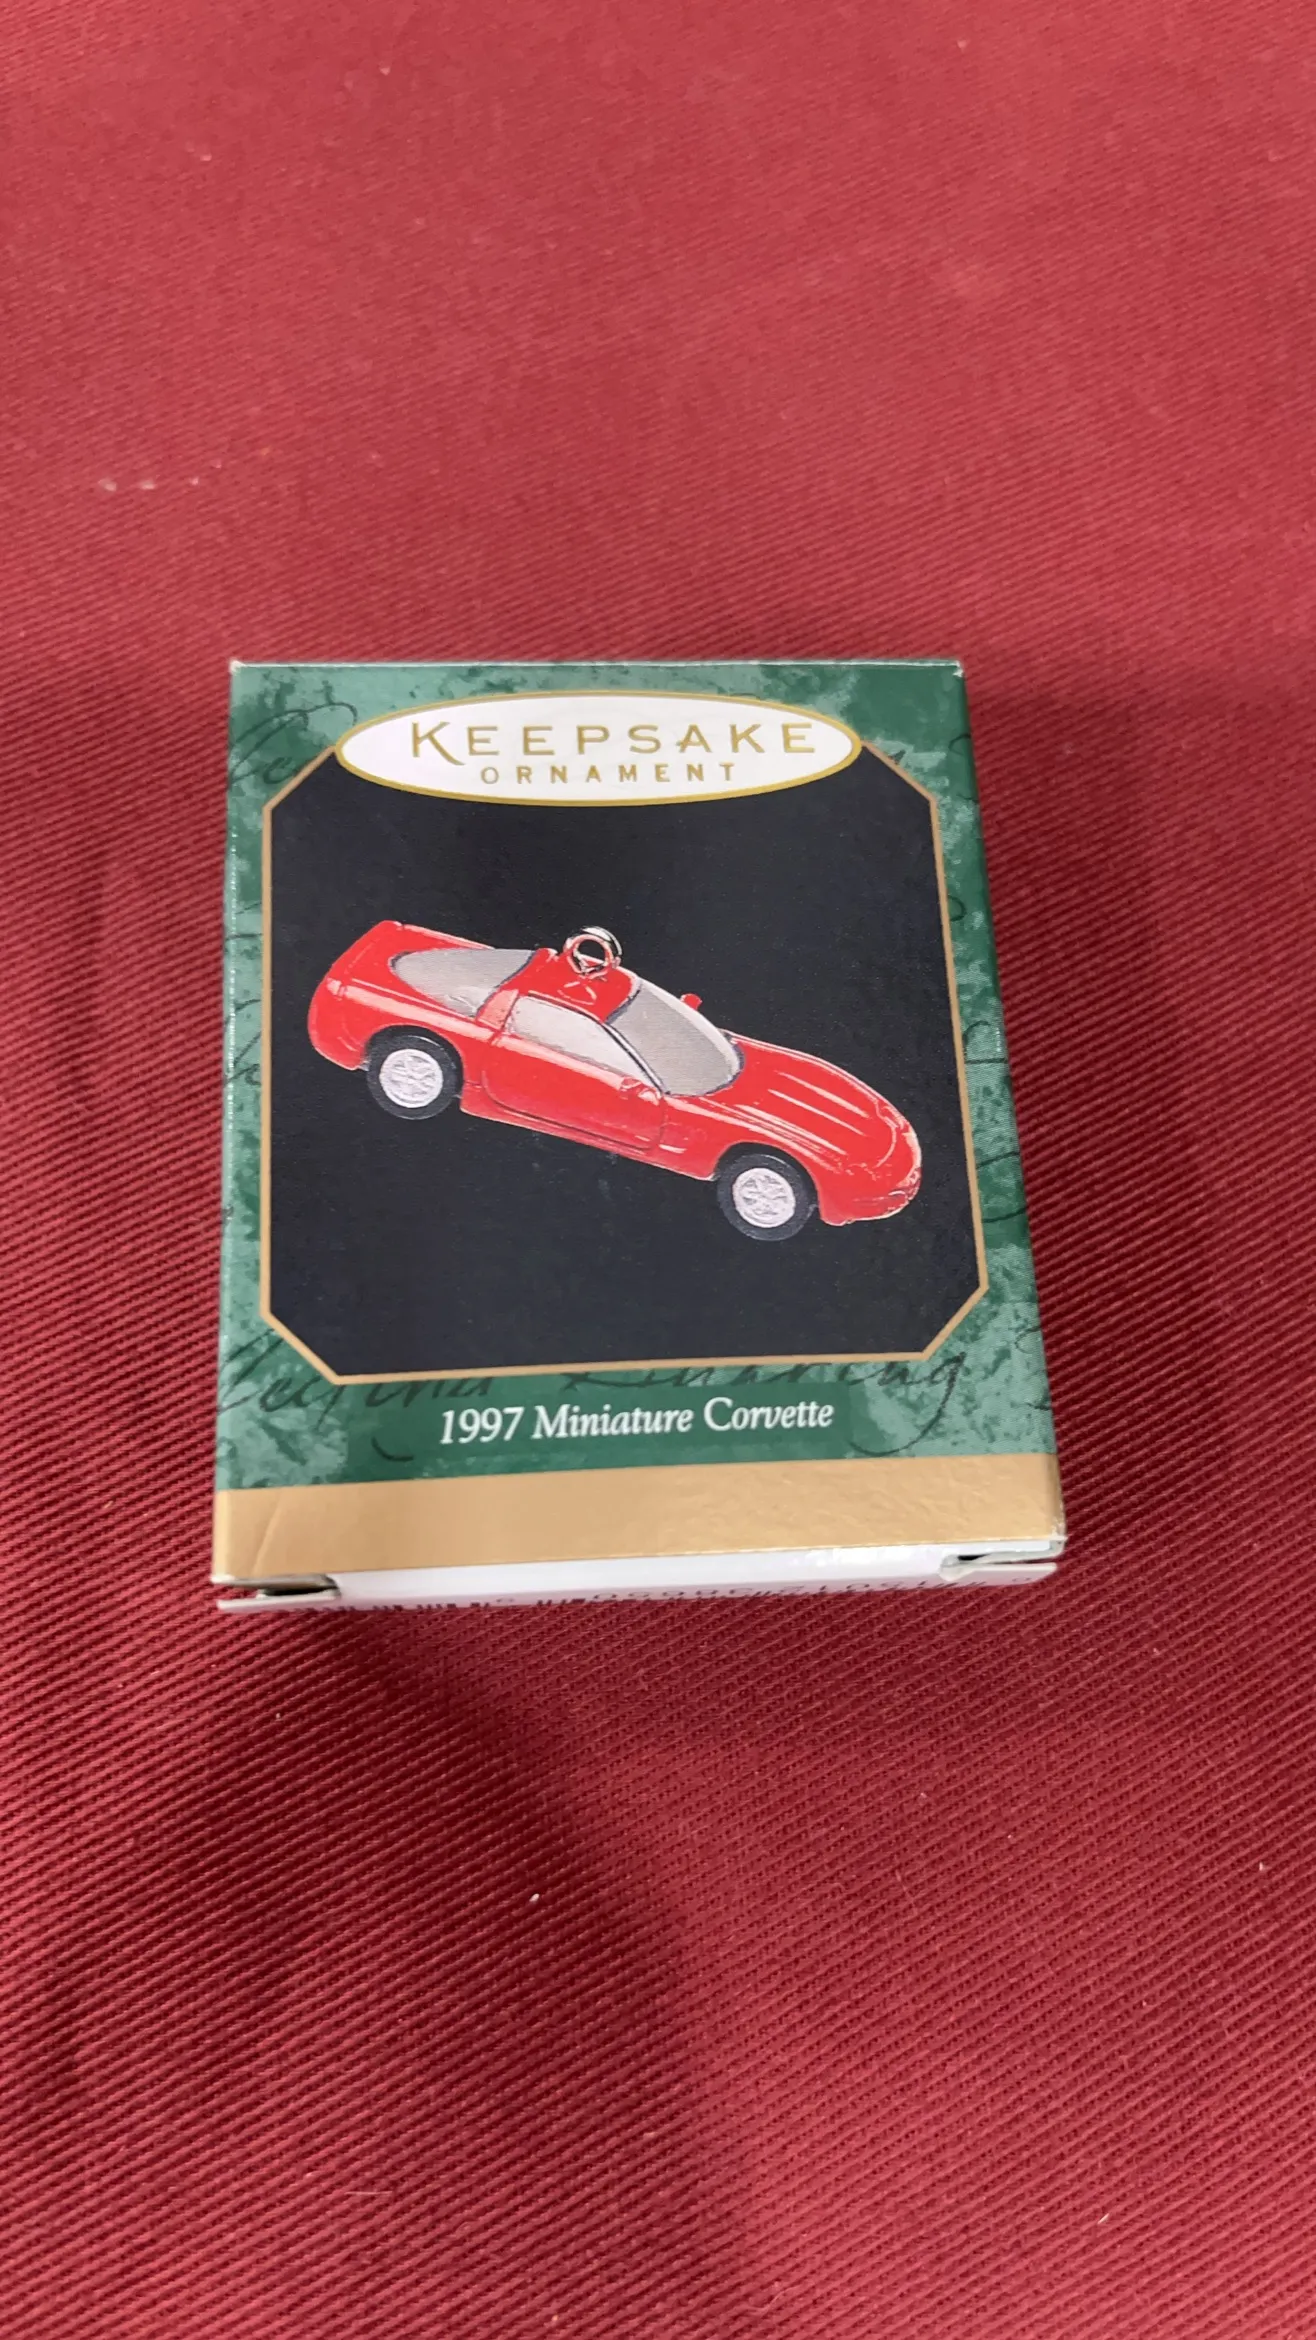 KEEPSAKE
ORNAMENT
1997 Miniature Corvette